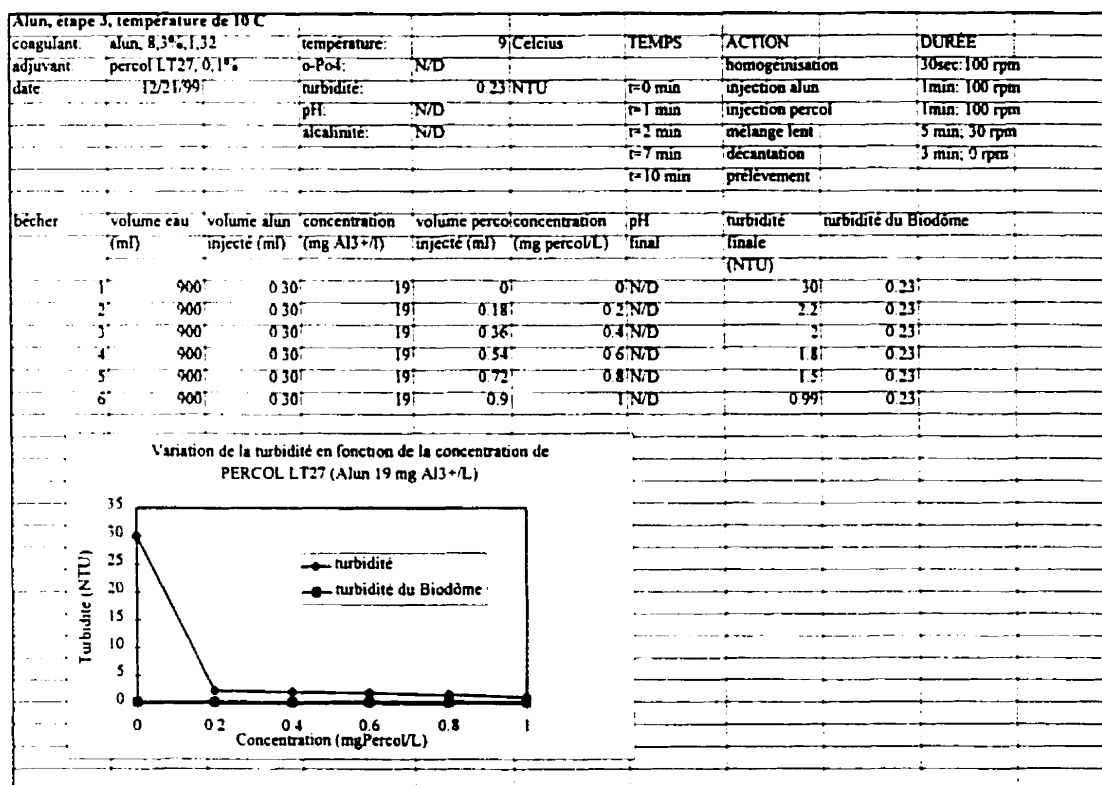 Alun, étape 3, température de 10 C
coagulant: alun, 8,3%, 1,32 température: 9 Celcius TEMPS ACTION DURÉE
adjuvant percol LT27, 0,1% o-Po4: N/D homogéinisation 30sec: 100 rpm
date 12/21/99 turbidité: 0.23 NTU t=0 min injection alun 1min: 100 rpm
pH: N/D t=1 min injection percol 1min: 100 rpm
alcalinité: N/D t=2 min mélange lent 5 min; 30 rpm
t=7 min décantation 3 min; 0 rpm
t=10 min prélèvement
bécher volume eau volume alun concentration volume perco concentration pH turbidité turbidité du Biodôme
(ml) injecté (ml) (mg Al3+/l) injecté (ml) (mg percol/L) final finale
(NTU)
1 900 0.30 19 0 0 N/D 30 0.23
2 900 0.30 19 0.18 0.2 N/D 2.2 0.23
3 900 0.30 19 0.36 0.4 N/D 2 0.23
4 900 0.30 19 0.54 0.6 N/D 1.8 0.23
5 900 0.30 19 0.72 0.8 N/D 1.5 0.23
6 900 0.30 19 0.9 1 N/D 0.99 0.23
Variation de la turbidité en fonction de la concentration de
PERCOL LT27 (Alun 19 mg Al3+/L)
35
30
25
20
15
10
5
0
Turbidité (NTU)
turbidité
turbidité du Biodôme
0 0.2 0.4 0.6 0.8 1
Concentration (mgPercol/L)